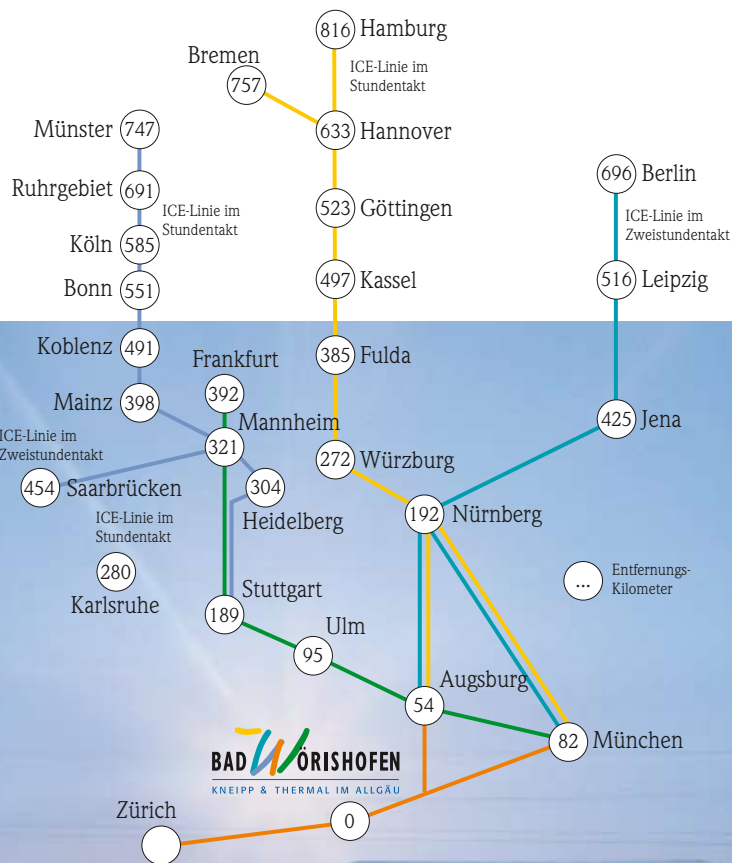 816 Hamburg
Bremen
ICE-Linie im
Stundentakt
757
Münster 747
633 Hannover
696 Berlin
Ruhrgebiet 691
ICE-Linie im
Stundentakt
523 Göttingen
ICE-Linie im
Zweistundentakt
Köln 585
497 Kassel
516 Leipzig
Bonn 551
Koblenz 491
Frankfurt
385 Fulda
392
Mainz 398
Mannheim
425 Jena
ICE-Linie im
Zweistundentakt
321
272 Würzburg
454 Saarbrücken
304
Heidelberg
192 Nürnberg
ICE-Linie im
Stundentakt
280
Karlsruhe
...
Entfernungs-
Kilometer
Stuttgart
189
Ulm
95
Augsburg
54
82 München
BAD WÖRISHOFEN
KNEIPP & THERMAL IM ALLGÄU
Zürich
0